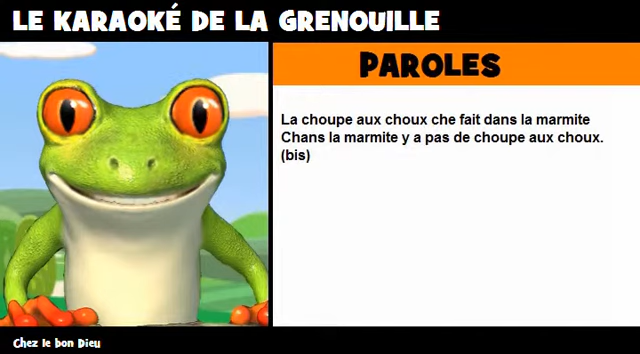 LE KARAOKÉ DE LA GRENOUILLE
PAROLES
La choupe aux choux che fait dans la marmite
Chans la marmite y a pas de choupe aux choux.
(bis)
Chez le bon Dieu